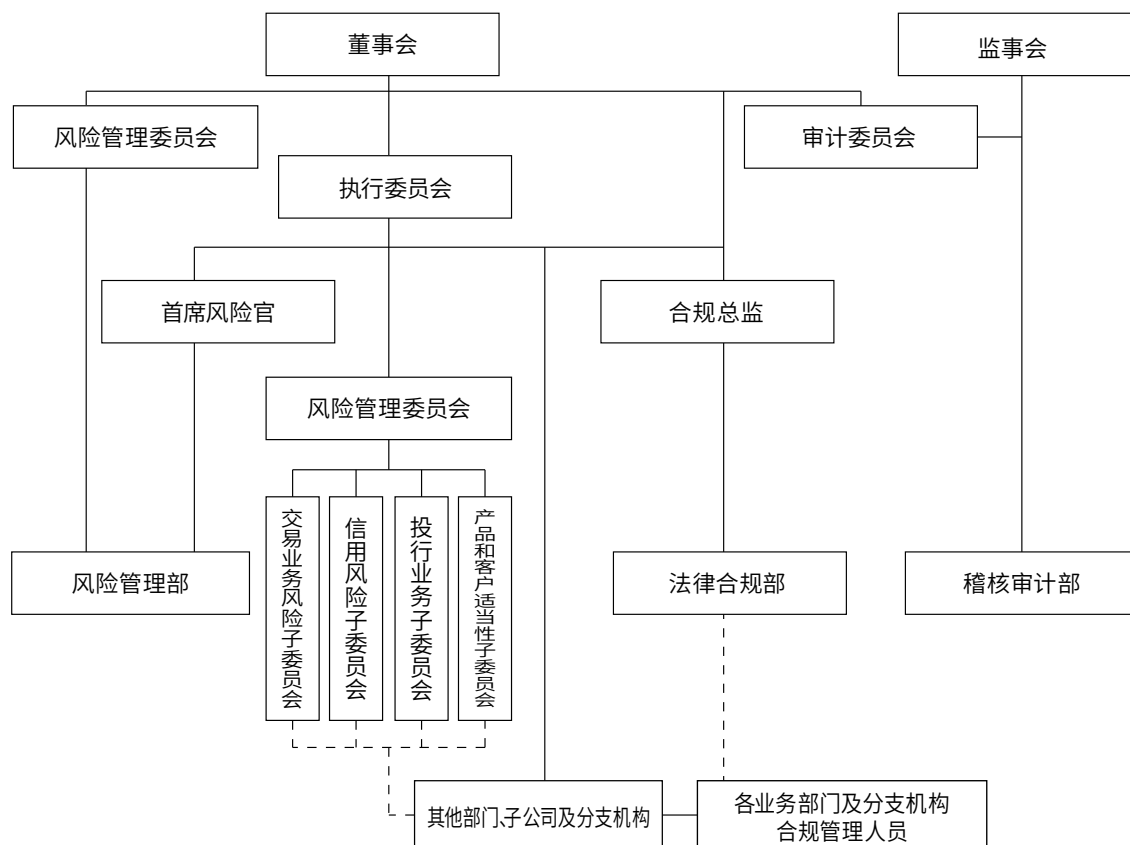 董事会
监事会
风险管理委员会
审计委员会
执行委员会
首席风险官
合规总监
风险管理委员会
交易业务风险子委员会
信用风险子委员会
投行业务子委员会
产品和客户适当性子委员会
风险管理部
法律合规部
稽核审计部
其他部门、子公司及分支机构
各业务部门及分支机构
合规管理人员